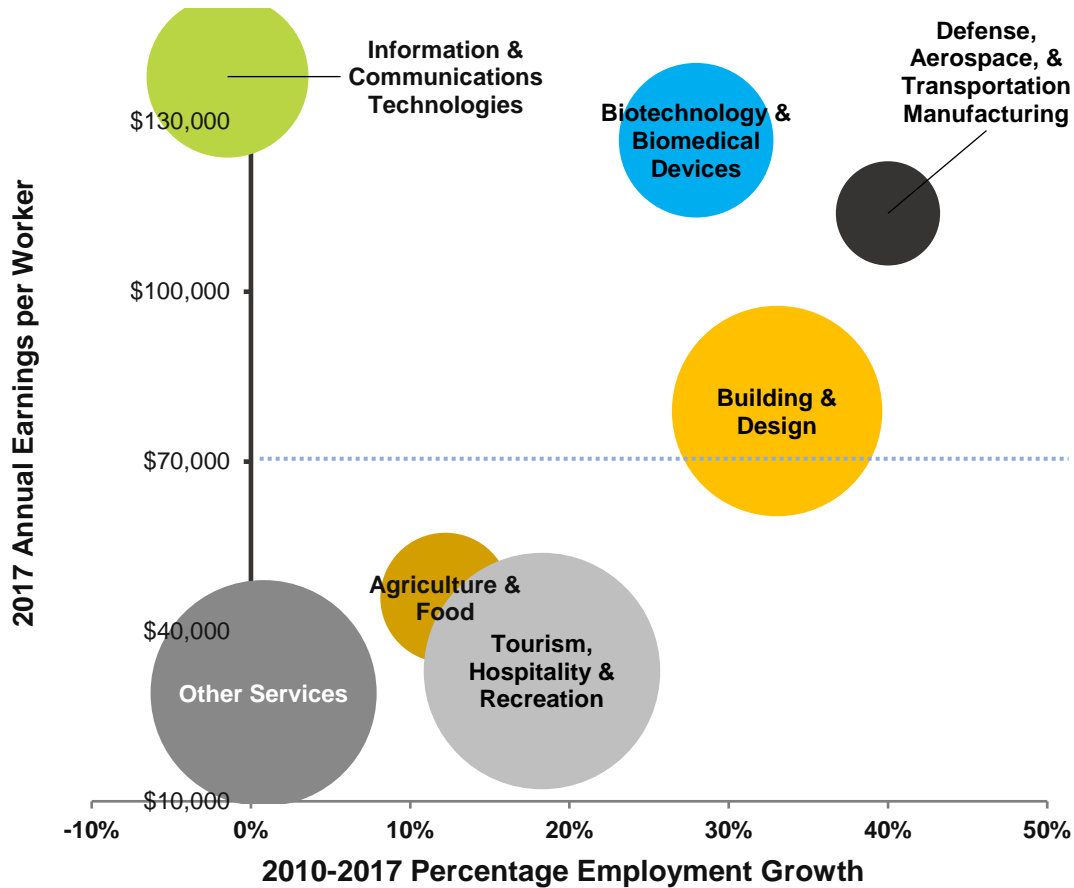 Information &
Communications
Technologies
Defense,
Aerospace, &
Transportation
Manufacturing
Biotechnology &
Biomedical
Devices
Building &
Design
Agriculture &
Food
Tourism,
Hospitality &
Recreation
Other Services
2017 Annual Earnings per Worker
$130,000
$100,000
$70,000
$40,000
$10,000
-10%
0%
10%
20%
30%
40%
50%
2010-2017 Percentage Employment Growth